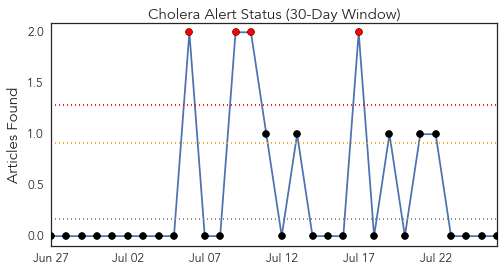 Cholera Alert Status (30-Day Window)
Articles Found
2.0
1.5
1.0
0.5
0.0
Jun 27 Jul 02 Jul 07 Jul 12 Jul 17 Jul 22